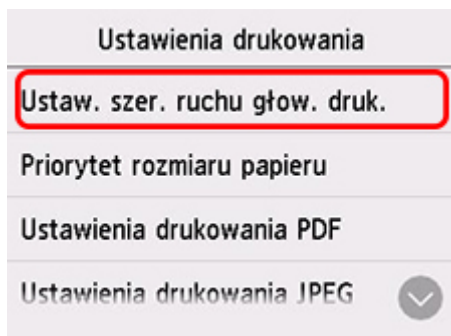 Ustawienia drukowania
Ustaw. szer. ruchu głow. druk.
Priorytet rozmiaru papieru
Ustawienia drukowania PDF
Ustawienia drukowania JPEG